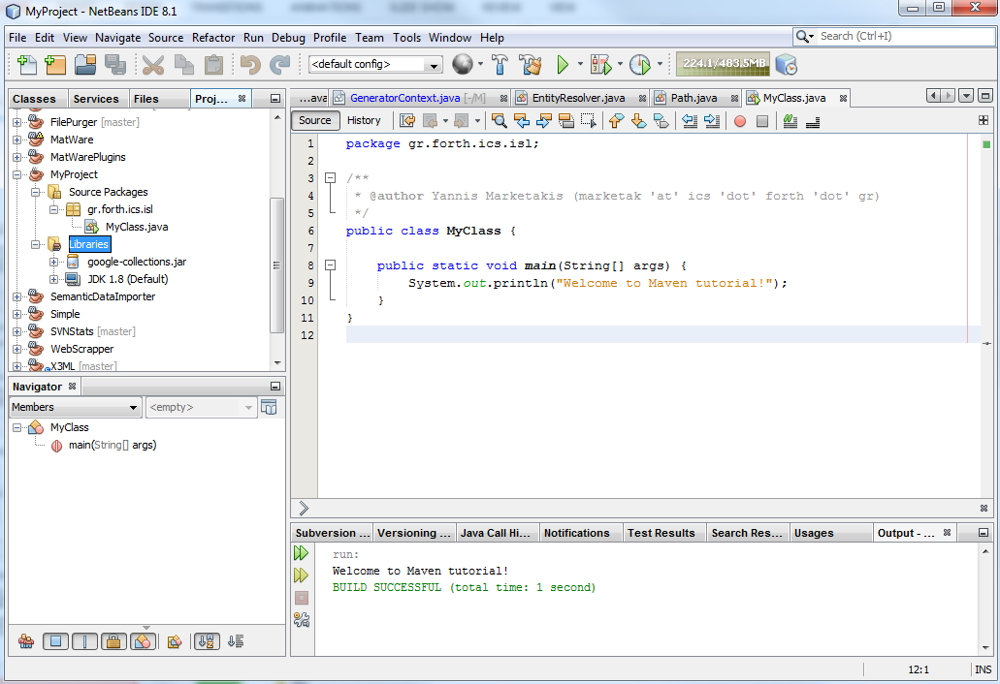 MyProject - NetBeans IDE 8.1
TRANSITIONS ANIMATIONS SLIDE SHOW REVIEW VIEW
File Edit View Navigate Source Refactor Run Debug Profile Team Tools Window Help
Search (Ctrl+I)
<default config>
224.1/483.5MB
Classes Services Files Proj...
FilePurger [master]
MatWare
MatWarePlugins
MyProject
Source Packages
gr.forth.ics.isl
MyClass.java
Libraries
google-collections.jar
JDK 1.8 (Default)
SemanticDataImporter
Simple
SVNStats [master]
WebScrapper
X3ML [master]
Navigator
Members <empty>
MyClass
main(String[] args)
...ava GeneratorContext.java [-/M] EntityResolver.java Path.java MyClass.java
Source History
1 package gr.forth.ics.isl;
2
3 /**
4 * @author Yannis Marketakis (marketak 'at' ics 'dot' forth 'dot' gr)
5 */
6 public class MyClass {
7
8 public static void main(String[] args) {
9 System.out.println("Welcome to Maven tutorial!");
10 }
11 }
12
Subversion ... Versioning ... Java Call Hi... Notifications Test Results Search Res... Usages Output - ...
run:
Welcome to Maven tutorial!
BUILD SUCCESSFUL (total time: 1 second)
12:1 INS